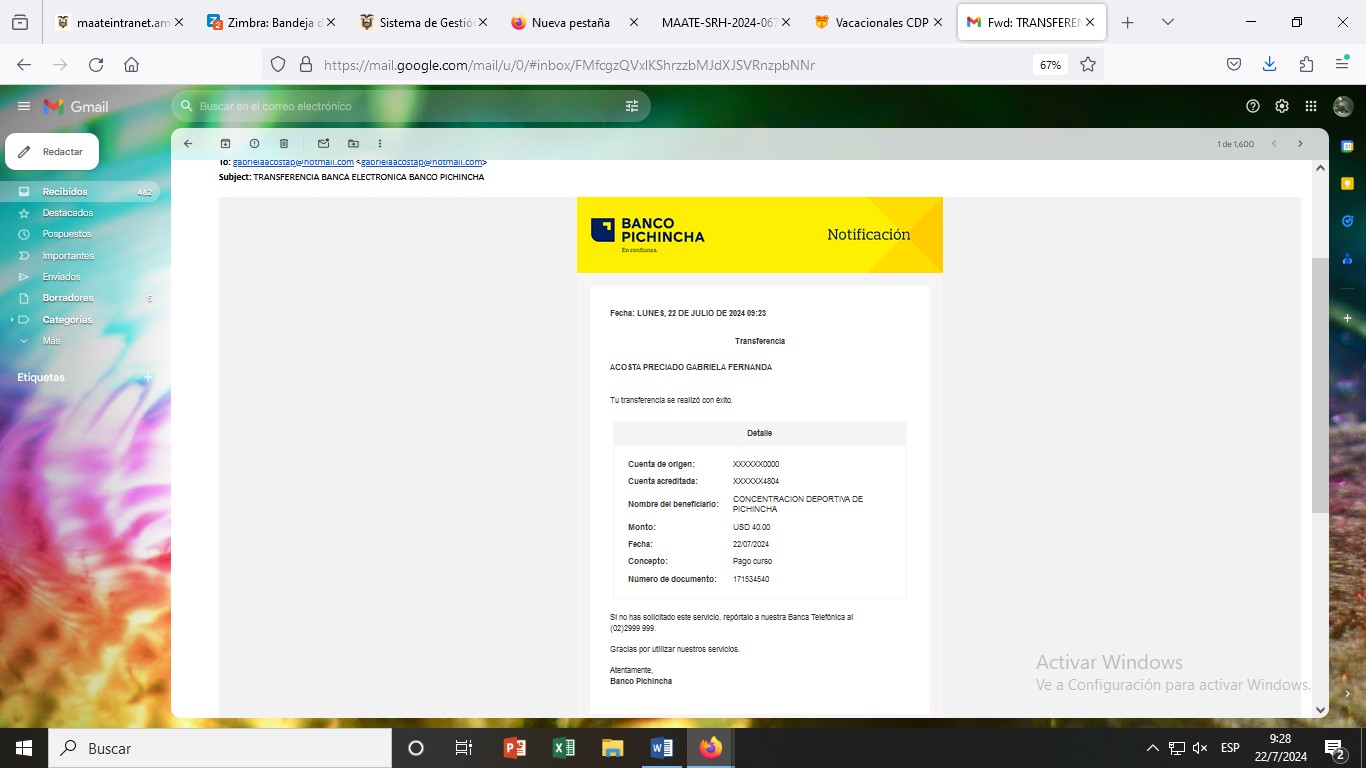 maateintranet.am
Zimbra: Bandeja d
Sistema de Gestió
Nueva pestaña
MAATE-SRH-2024-067
Vacacionales CDP
Fwd: TRANSFEREN
https://mail.google.com/mail/u/0/#inbox/FMfcgzQVxlKShrzzbMJdXJSVRnzpbNNr
67%
Gmail
Buscar en el correo electrónico
Redactar
1 de 1,600
Recibidos 462
Destacados
Pospuestos
Importantes
Enviados
Borradores 5
Categorías
Más
Etiquetas
To: gabrielaacostap@hotmail.com <gabrielaacostap@hotmail.com>
Subject: TRANSFERENCIA BANCA ELECTRONICA BANCO PICHINCHA
BANCO
PICHINCHA
En confianza.
Notificación
Fecha: LUNES, 22 DE JULIO DE 2024 09:23
Transferencia
ACOSTA PRECIADO GABRIELA FERNANDA
Tu transferencia se realizó con éxito.
Detalle
Cuenta de origen: XXXXXX0000
Cuenta acreditada: XXXXXX4804
Nombre del beneficiario: CONCENTRACION DEPORTIVA DE
PICHINCHA
Monto: USD 40.00
Fecha: 22/07/2024
Concepto: Pago curso
Número de documento: 171534540
Si no has solicitado este servicio, repórtalo a nuestra Banca Telefónica al
(02)2999 999.
Gracias por utilizar nuestros servicios.
Atentamente,
Banco Pichincha
Activar Windows
Ve a Configuración para activar Windows.
Buscar
ESP
9:28
22/7/2024
2